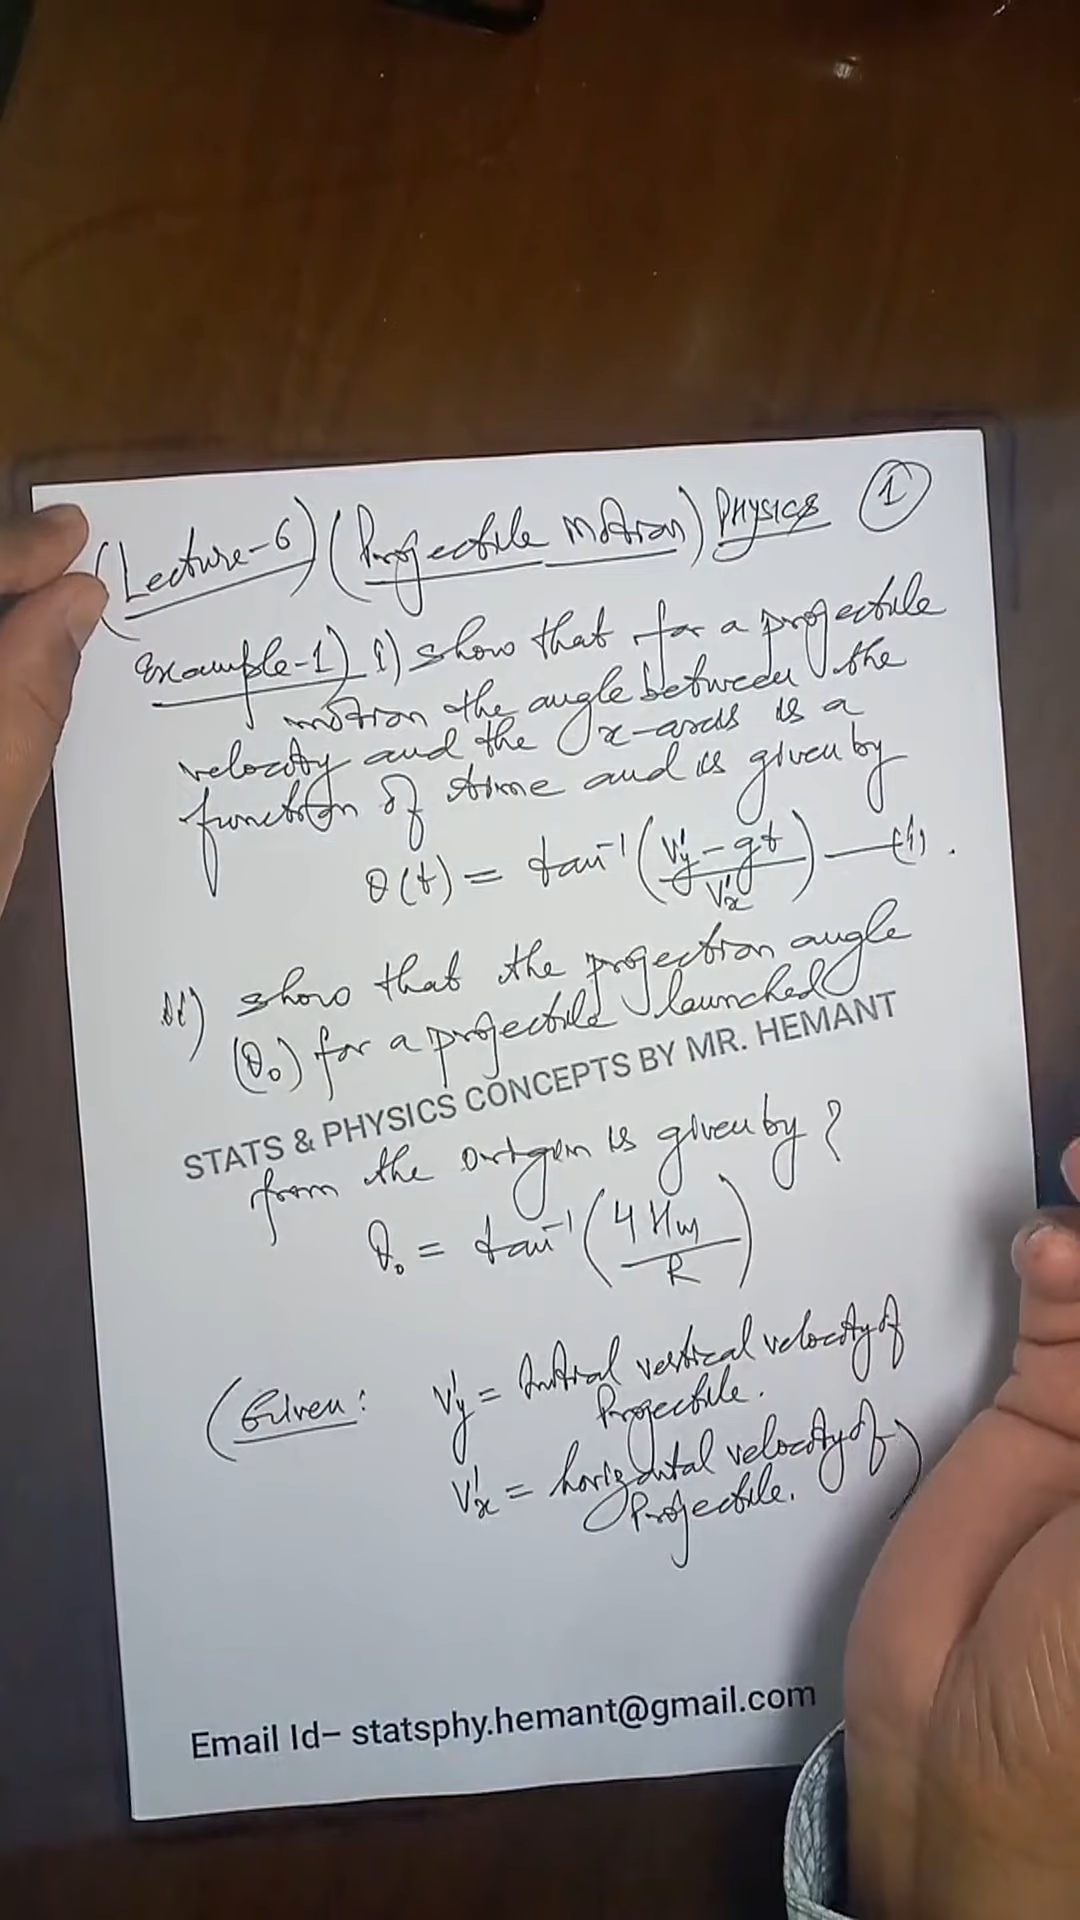 (Lecture-6) (Projectile motion) PHYSICS 1
Example-1) i) show that for a projectile
motion the angle between the
velocity and the x-axis is a
function of time and is given by
θ(t) = tan⁻¹ (V'y - gt / V'x) —(1).
ii) show that the projection angle
(θ₀) for a projectile launched
STATS & PHYSICS CONCEPTS BY MR. HEMANT
from the origin is given by?
θ₀ = tan⁻¹ (4Hm / R)
(Given: V'y = Initial vertical velocity of
Projectile.
V'x = horizontal velocity of
Projectile.)
Email Id– statsphy.hemant@gmail.com